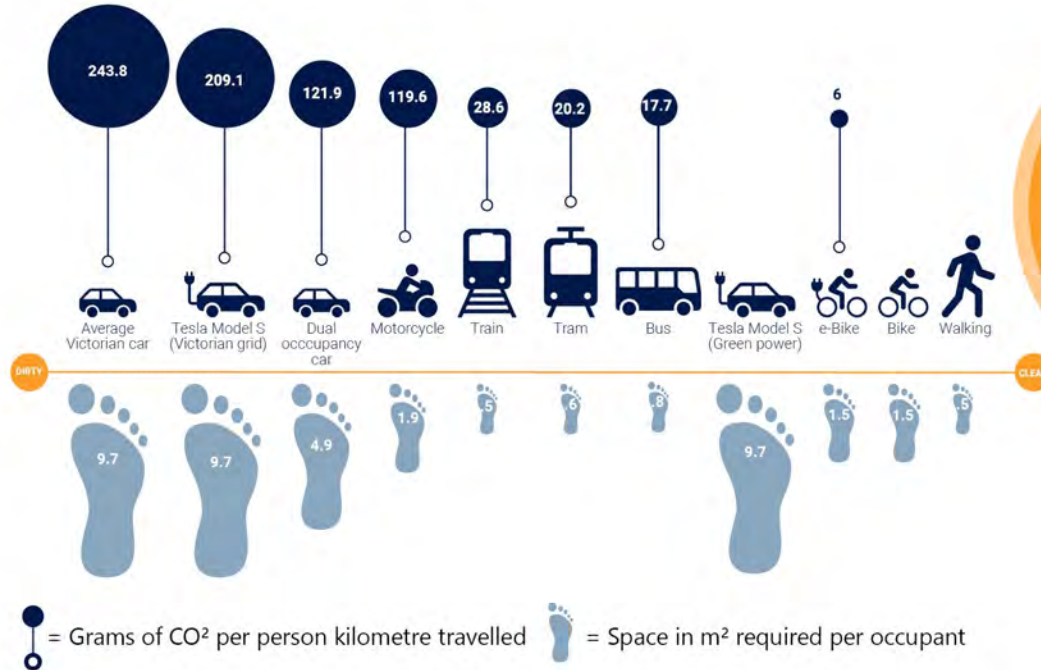 243.8
209.1
121.9
119.6
28.6
20.2
17.7
6
Average
Victorian car
Tesla Model S
(Victorian grid)
Dual
occcupancy
car
Motorcycle
Train
Tram
Bus
Tesla Model S
(Green power)
e-Bike
Bike
Walking
DIRTY
CLEA
9.7
9.7
4.9
1.9
.5
.6
.8
9.7
1.5
1.5
.5
= Grams of CO² per person kilometre travelled
= Space in m² required per occupant